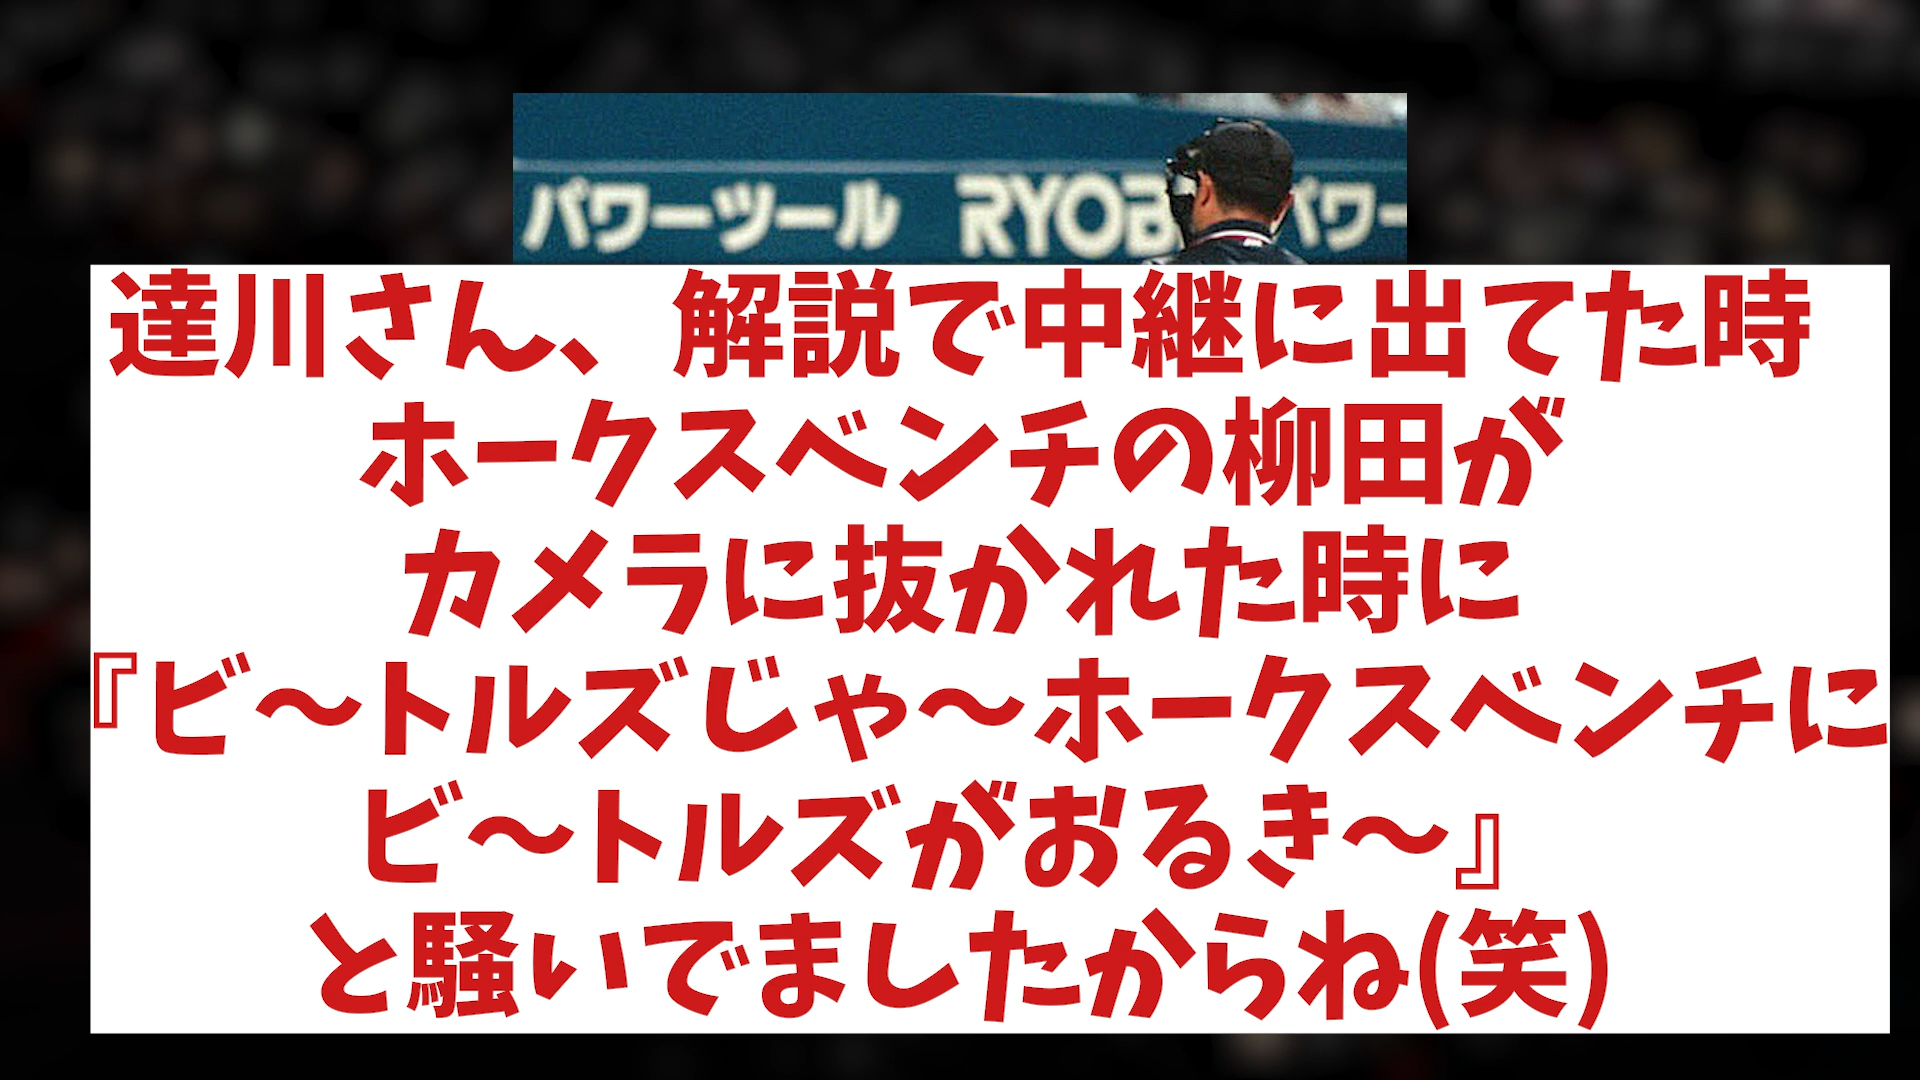 パワーツール RYOB パワー
達川さん、解説で中継に出てた時
ホークスベンチの柳田が
カメラに抜かれた時に
『ビ〜トルズじゃ〜ホークスベンチに
ビ〜トルズがおるき〜』
と騒いでましたからね(笑)